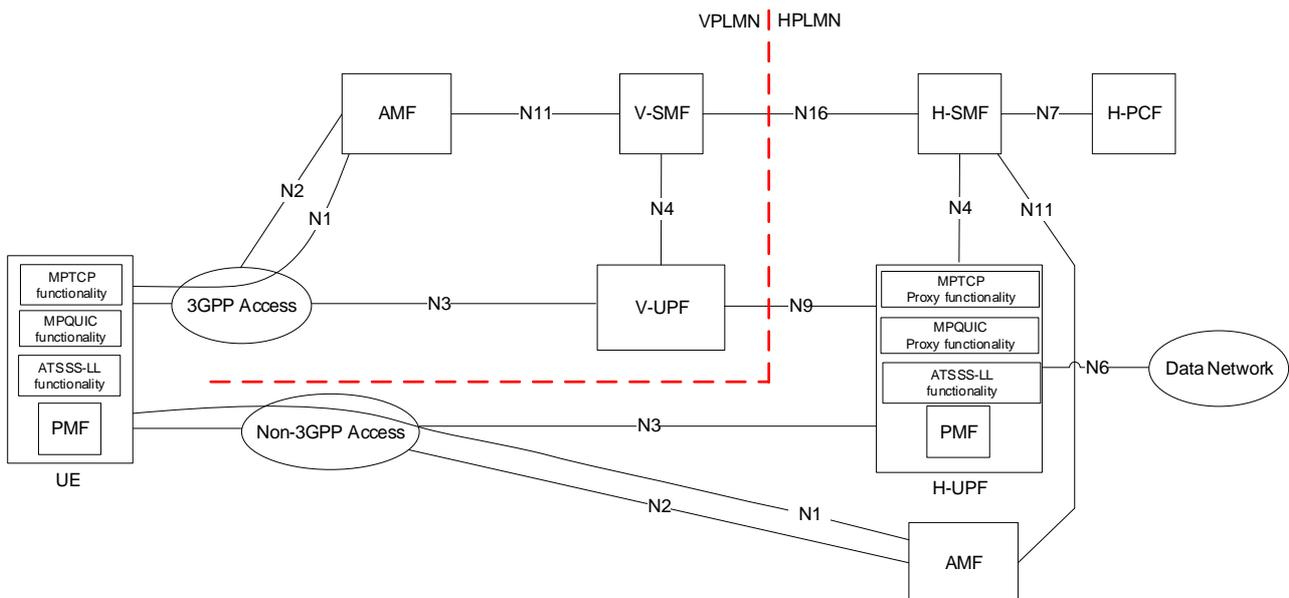 VPLMN HPLMN
AMF
N11
V-SMF
N16
H-SMF
N7
H-PCF
N2
N1
N4
N4
N11
MPTCP
functionality
MPQUIC
functionality
ATSSS-LL
functionality
PMF
UE
3GPP Access
N3
V-UPF
N9
MPTCP
Proxy functionality
MPQUIC
Proxy functionality
ATSSS-LL
functionality
PMF
H-UPF
N6
Data Network
Non-3GPP Access
N3
N2
N1
AMF